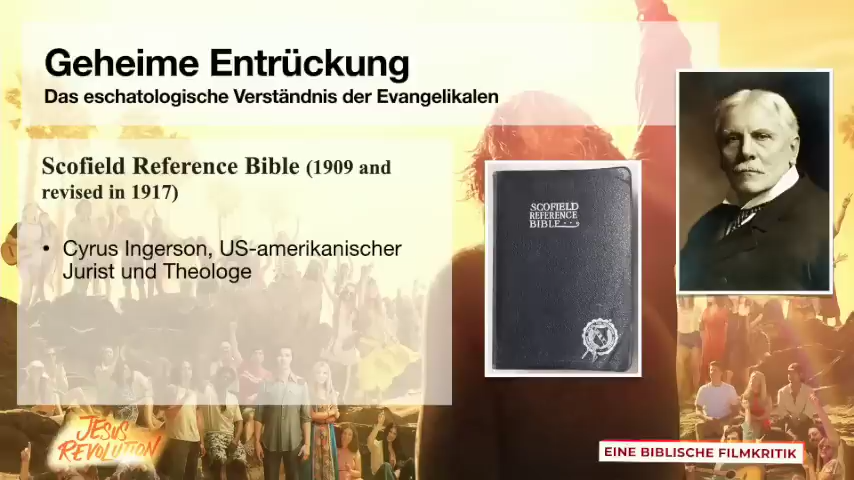 Geheime Entrückung
Das eschatologische Verständnis der Evangelikalen
Scofield Reference Bible (1909 and
revised in 1917)
• Cyrus Ingerson, US-amerikanischer
Jurist und Theologe
SCOFIELD
REFERENCE
BIBLE
JESUS
REVOLUTION
EINE BIBLISCHE FILMKRITIK